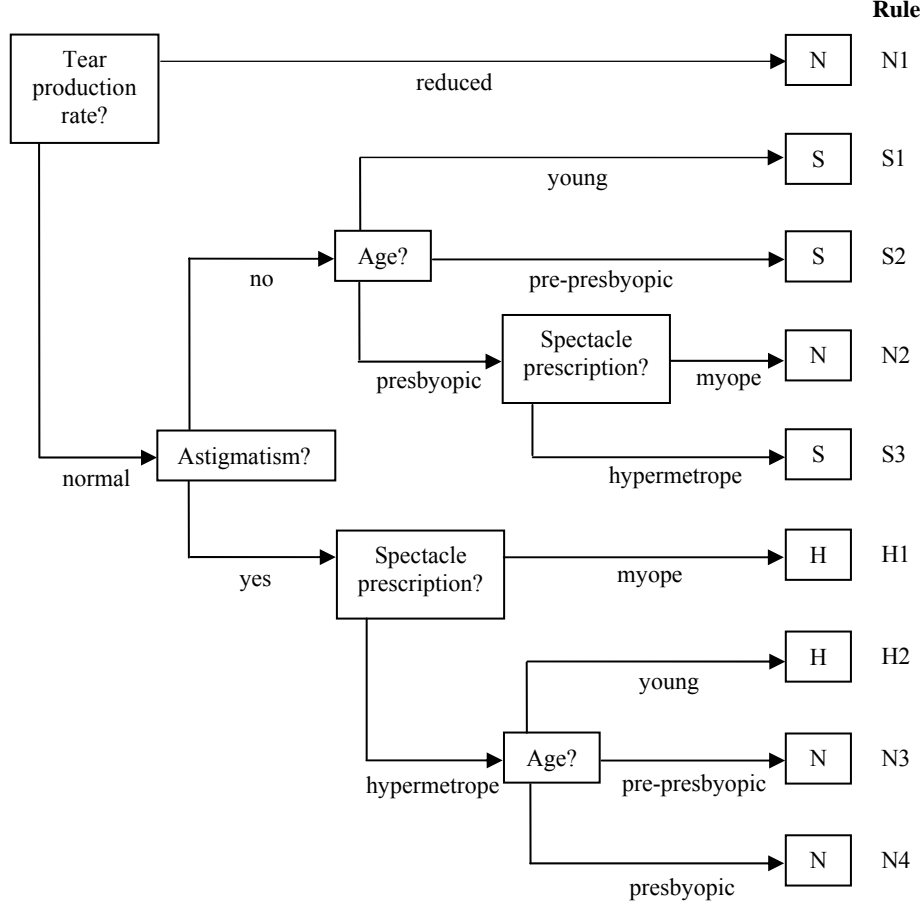 Rule
Tear
production
rate?
reduced
N N1
S S1
young
Age?
S S2
no
pre-presbyopic
Spectacle
prescription?
N N2
presbyopic
myope
Astigmatism?
S S3
normal
hypermetrope
Spectacle
prescription?
H H1
yes
myope
H H2
young
Age?
N N3
hypermetrope
pre-presbyopic
N N4
presbyopic